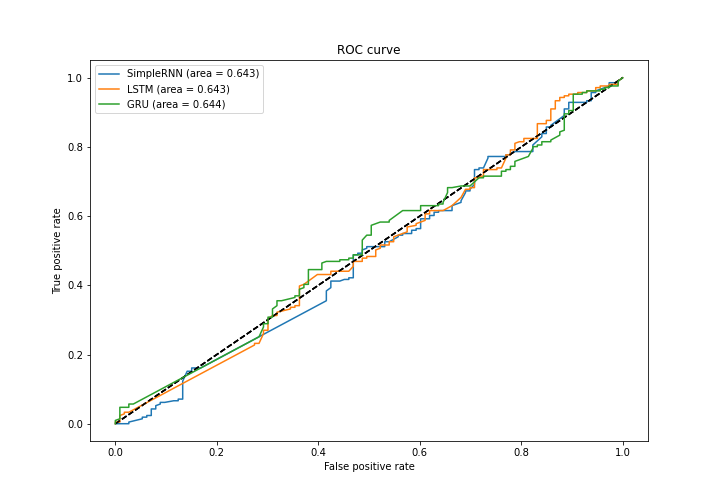 ROC curve
SimpleRNN (area = 0.643)
LSTM (area = 0.643)
GRU (area = 0.644)
True positive rate
1.0
0.8
0.6
0.4
0.2
0.0
0.0 0.2 0.4 0.6 0.8 1.0
False positive rate